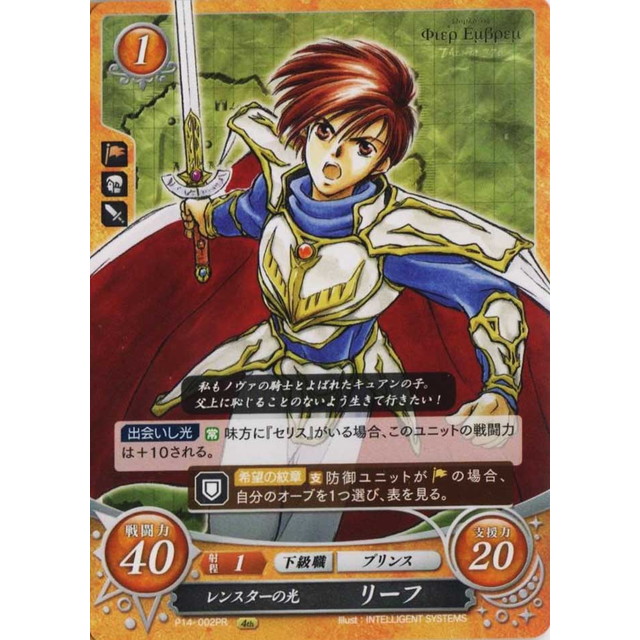 1
Φιερ Εμβρεμ
私もノヴァの騎士とよばれたキュアンの子。
父上に恥じることのないよう生きて行きたい！
出会いし光 常 味方に『セリス』がいる場合、このユニットの戦闘力
は＋10される。
希望の紋章 支 防御ユニットが の場合、
自分のオーブを1つ選び、表を見る。
戦闘力
40
射程 1 下級職 プリンス
支援力
20
レンスターの光 リーフ
P14-002PR 4th Illust：INTELLIGENT SYSTEMS